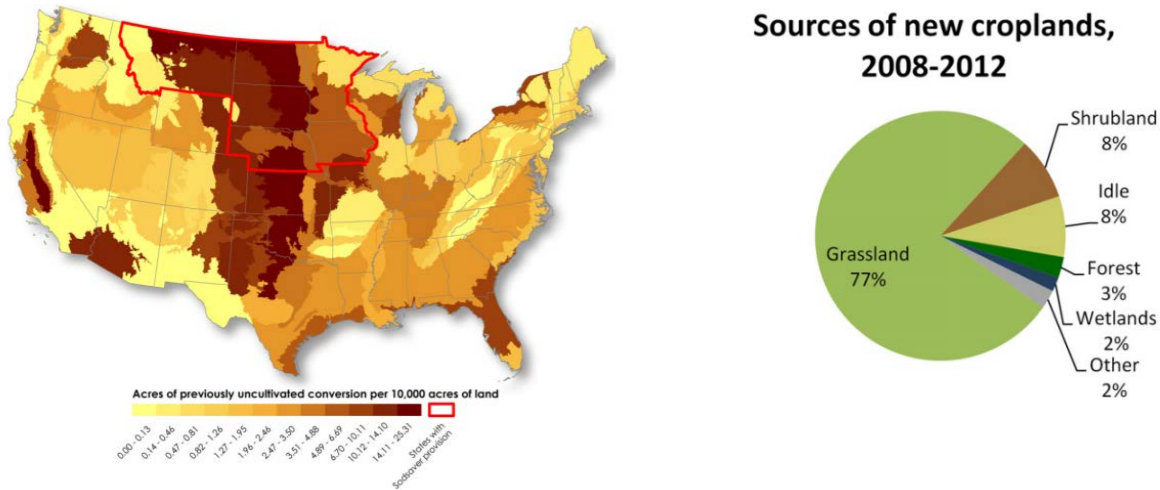 Acres of previously uncultivated conversion per 10,000 acres of land
0.00 - 0.13
0.14 - 0.46
0.47 - 0.81
0.82 - 1.26
1.27 - 1.95
1.96 - 2.46
2.47 - 3.50
3.51 - 4.88
4.89 - 6.69
6.70 - 10.11
10.12 - 14.10
14.11 - 25.31
States with
Sodsaver provision
Sources of new croplands,
2008-2012
Shrubland
8%
Idle
8%
Grassland
77%
Forest
3%
Wetlands
2%
Other
2%